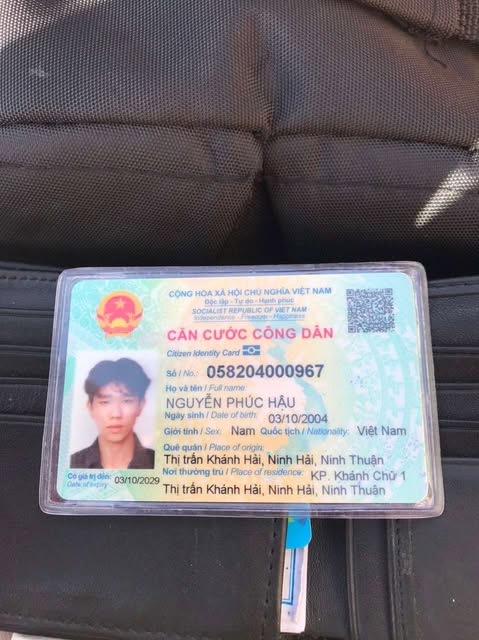 CỘNG HÒA XÃ HỘI CHỦ NGHĨA VIỆT NAM
Độc lập - Tự do - Hạnh phúc
SOCIALIST REPUBLIC OF VIET NAM
Independence - Freedom - Happiness
CĂN CƯỚC CÔNG DÂN
Citizen Identity Card
Số / No.: 058204000967
Họ và tên / Full name:
NGUYỄN PHÚC HẬU
Ngày sinh / Date of birth: 03/10/2004
Giới tính / Sex: Nam Quốc tịch / Nationality: Việt Nam
Quê quán / Place of origin:
Thị trấn Khánh Hải, Ninh Hải, Ninh Thuận
Nơi thường trú / Place of residence: KP. Khánh Chữ 1
Thị trấn Khánh Hải, Ninh Hải, Ninh Thuận
Có giá trị đến: 03/10/2029
Date of expiry